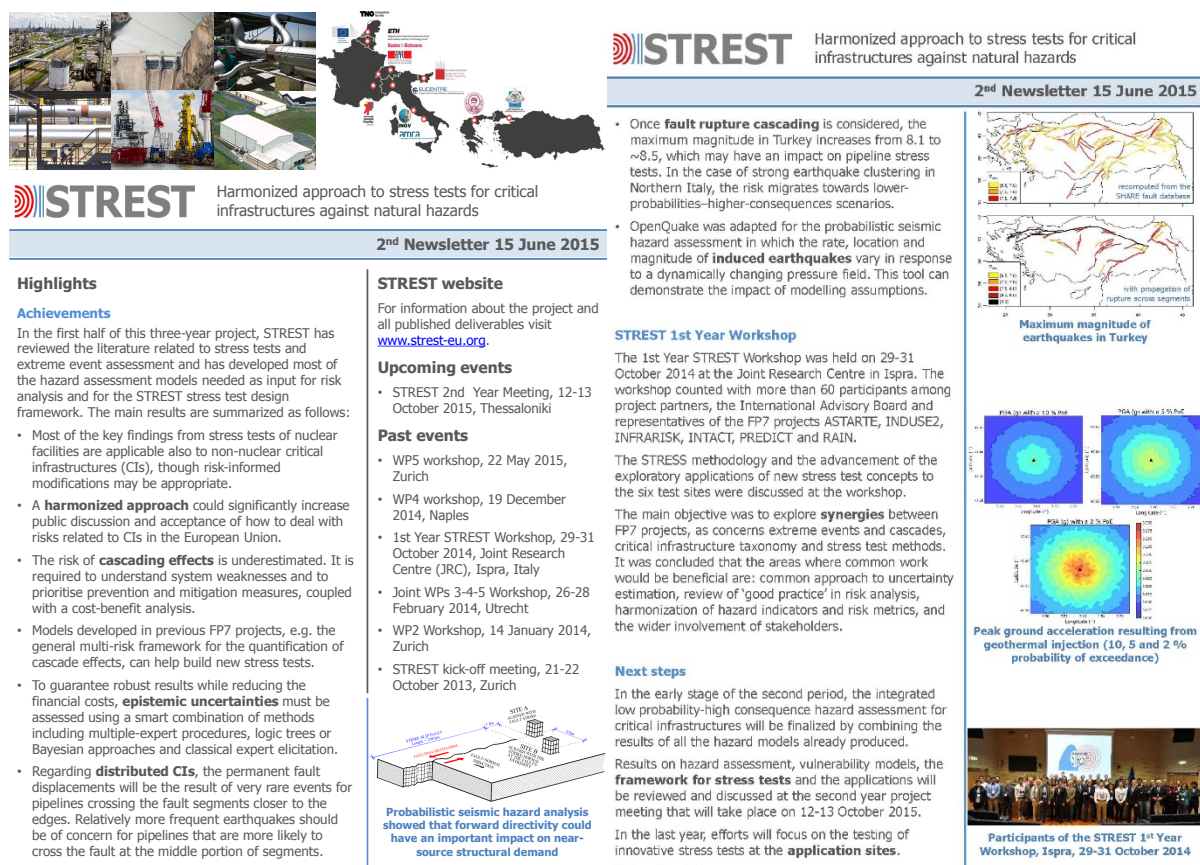 TNO
ETH
EUCENTRE
INGV
amra
STREST
Harmonized approach to stress tests for critical
infrastructures against natural hazards
2nd Newsletter 15 June 2015
Highlights
Achievements
In the first half of this three-year project, STREST has
reviewed the literature related to stress tests and
extreme event assessment and has developed most of
the hazard assessment models needed as input for risk
analysis and for the STREST stress test design
framework. The main results are summarized as follows:
• Most of the key findings from stress tests of nuclear
facilities are applicable also to non-nuclear critical
infrastructures (CIs), though risk-informed
modifications may be appropriate.
• A harmonized approach could significantly increase
public discussion and acceptance of how to deal with
risks related to CIs in the European Union.
• The risk of cascading effects is underestimated. It is
required to understand system weaknesses and to
prioritise prevention and mitigation measures, coupled
with a cost-benefit analysis.
• Models developed in previous FP7 projects, e.g. the
general multi-risk framework for the quantification of
cascade effects, can help build new stress tests.
• To guarantee robust results while reducing the
financial costs, epistemic uncertainties must be
assessed using a smart combination of methods
including multiple-expert procedures, logic trees or
Bayesian approaches and classical expert elicitation.
• Regarding distributed CIs, the permanent fault
displacements will be the result of very rare events for
pipelines crossing the fault segments closer to the
edges. Relatively more frequent earthquakes should
be of concern for pipelines that are more likely to
cross the fault at the middle portion of segments.
STREST website
For information about the project and
all published deliverables visit
www.strest-eu.org.
Upcoming events
• STREST 2nd Year Meeting, 12-13
October 2015, Thessaloniki
Past events
• WP5 workshop, 22 May 2015,
Zurich
• WP4 workshop, 19 December
2014, Naples
• 1st Year STREST Workshop, 29-31
October 2014, Joint Research
Centre (JRC), Ispra, Italy
• Joint WPs 3-4-5 Workshop, 26-28
February 2014, Utrecht
• WP2 Workshop, 14 January 2014,
Zurich
• STREST kick-off meeting, 21-22
October 2013, Zurich
SITE A
SITE B
Probabilistic seismic hazard analysis
showed that forward directivity could
have an important impact on near-
source structural demand
STREST
Harmonized approach to stress tests for critical
infrastructures against natural hazards
2nd Newsletter 15 June 2015
• Once fault rupture cascading is considered, the
maximum magnitude in Turkey increases from 8.1 to
~8.5, which may have an impact on pipeline stress
tests. In the case of strong earthquake clustering in
Northern Italy, the risk migrates towards lower-
probabilities–higher-consequences scenarios.
• OpenQuake was adapted for the probabilistic seismic
hazard assessment in which the rate, location and
magnitude of induced earthquakes vary in response
to a dynamically changing pressure field. This tool can
demonstrate the impact of modelling assumptions.
STREST 1st Year Workshop
The 1st Year STREST Workshop was held on 29-31
October 2014 at the Joint Research Centre in Ispra. The
workshop counted with more than 60 participants among
project partners, the International Advisory Board and
representatives of the FP7 projects ASTARTE, INDUSE2,
INFRARISK, INTACT, PREDICT and RAIN.
The STRESS methodology and the advancement of the
exploratory applications of new stress test concepts to
the six test sites were discussed at the workshop.
The main objective was to explore synergies between
FP7 projects, as concerns extreme events and cascades,
critical infrastructure taxonomy and stress test methods.
It was concluded that the areas where common work
would be beneficial are: common approach to uncertainty
estimation, review of ‘good practice’ in risk analysis,
harmonization of hazard indicators and risk metrics, and
the wider involvement of stakeholders.
Next steps
In the early stage of the second period, the integrated
low probability-high consequence hazard assessment for
critical infrastructures will be finalized by combining the
results of all the hazard models already produced.
Results on hazard assessment, vulnerability models, the
framework for stress tests and the applications will
be reviewed and discussed at the second year project
meeting that will take place on 12-13 October 2015.
In the last year, efforts will focus on the testing of
innovative stress tests at the application sites.
recomputed from the
SHARE fault database
with propagation of
rupture across segments
Maximum magnitude of
earthquakes in Turkey
PGA (g) with a 10 % PoE
PGA (g) with a 5 % PoE
PGA (g) with a 2 % PoE
Longitude (°)
Peak ground acceleration resulting from
geothermal injection (10, 5 and 2 %
probability of exceedance)
Participants of the STREST 1st Year
Workshop, Ispra, 29-31 October 2014